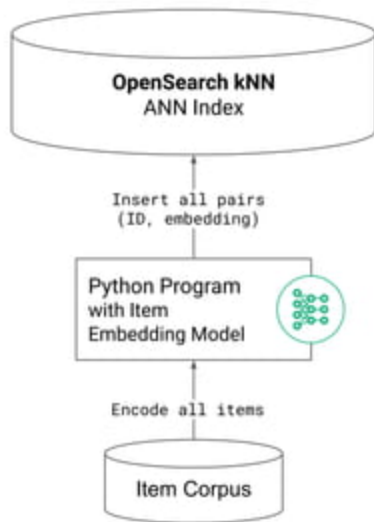 OpenSearch kNN
ANN Index
Insert all pairs
(ID, embedding)
Python Program
with Item
Embedding Model
Encode all items
Item Corpus